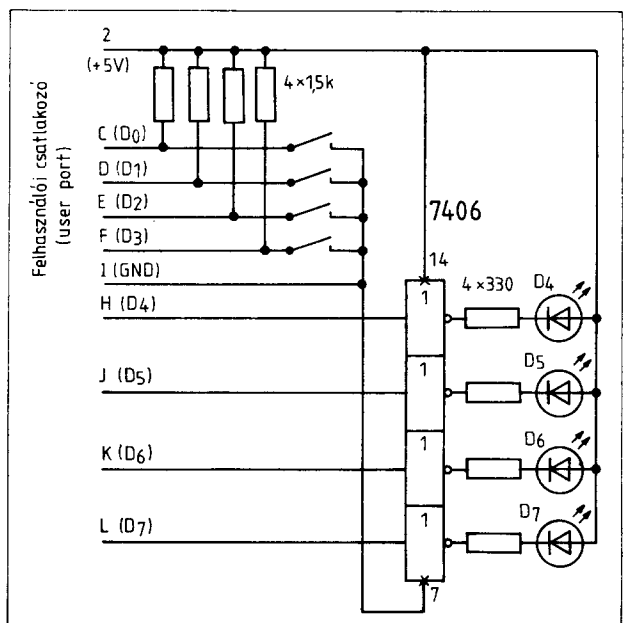 2
(+5V)
4×1,5k
C (D0)
D (D1)
E (D2)
F (D3)
1 (GND)
H (D4)
J (D5)
K (D6)
L (D7)
Felhasználói csatlakozó
(user port)
7406
14
1
1
1
1
7
4×330
D4
D5
D6
D7